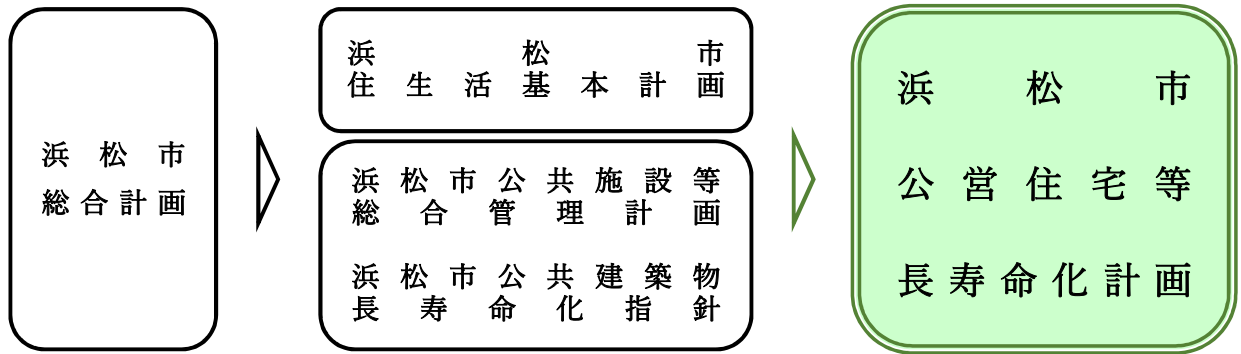 浜松市
総合計画
浜松市
住生活基本計画
浜松市公共施設等
総合管理計画
浜松市公共建築物
長寿命化指針
浜松市
公営住宅等
長寿命化計画